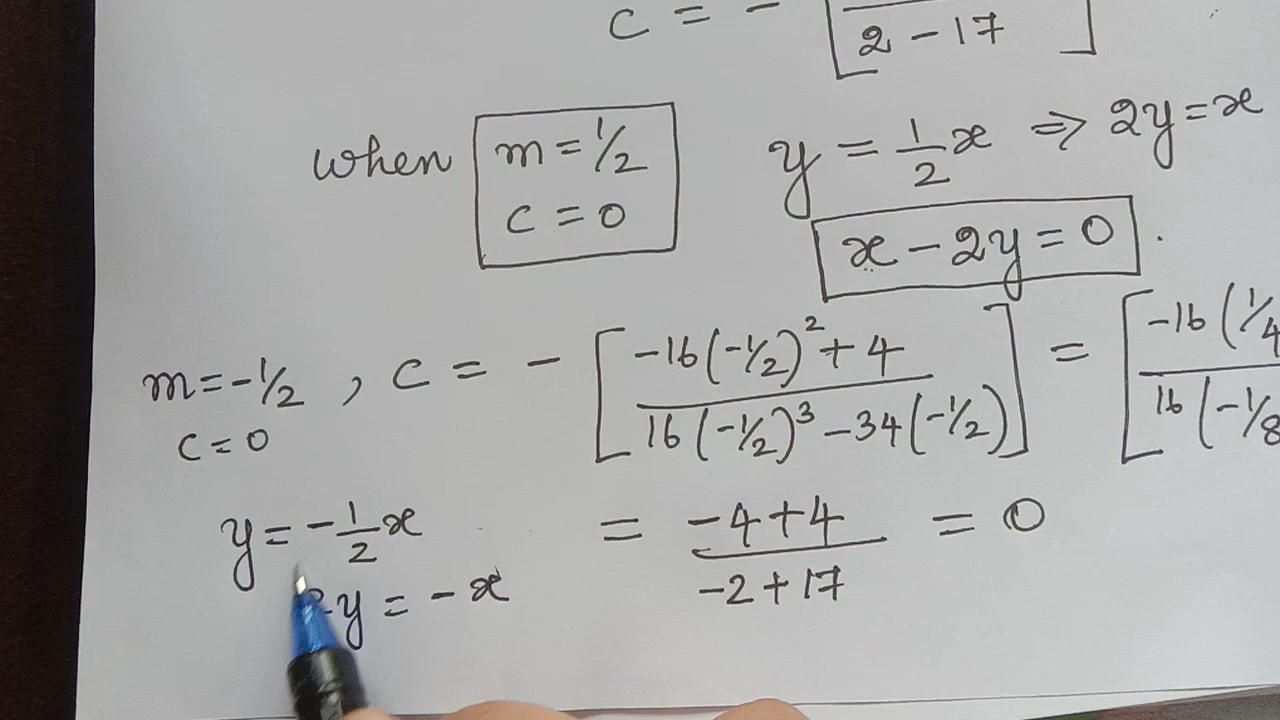 c = - [ 2 - 17 ]
when m = 1/2 y = 1/2 x ⇒ 2y = x
c = 0 x - 2y = 0 .
m = -1/2 , c = - [ -16(-1/2)² + 4 / 16(-1/2)³ - 34(-1/2) ] = [ -16(1/4 / 16(-1/8
c = 0
y = -1/2 x = -4+4 / -2+17 = 0
2y = -x